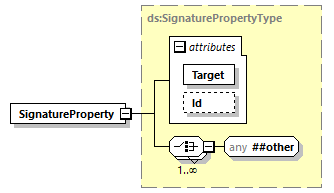 ds:SignaturePropertyType
attributes
Target
Id
SignatureProperty
any ##other
1..∞